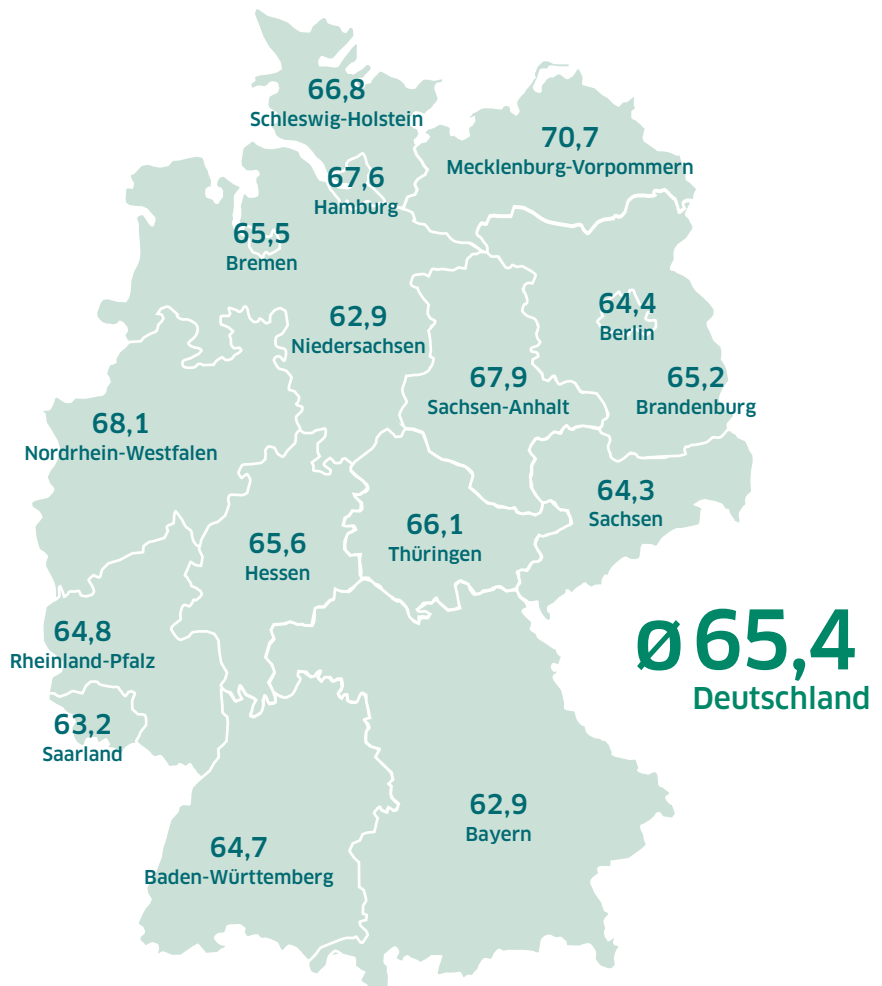 66,8
Schleswig-Holstein
70,7
Mecklenburg-Vorpommern
67,6
Hamburg
65,5
Bremen
64,4
Berlin
62,9
Niedersachsen
67,9
Sachsen-Anhalt
65,2
Brandenburg
68,1
Nordrhein-Westfalen
64,3
Sachsen
66,1
Thüringen
65,6
Hessen
64,8
Rheinland-Pfalz
ø 65,4
Deutschland
63,2
Saarland
62,9
Bayern
64,7
Baden-Württemberg